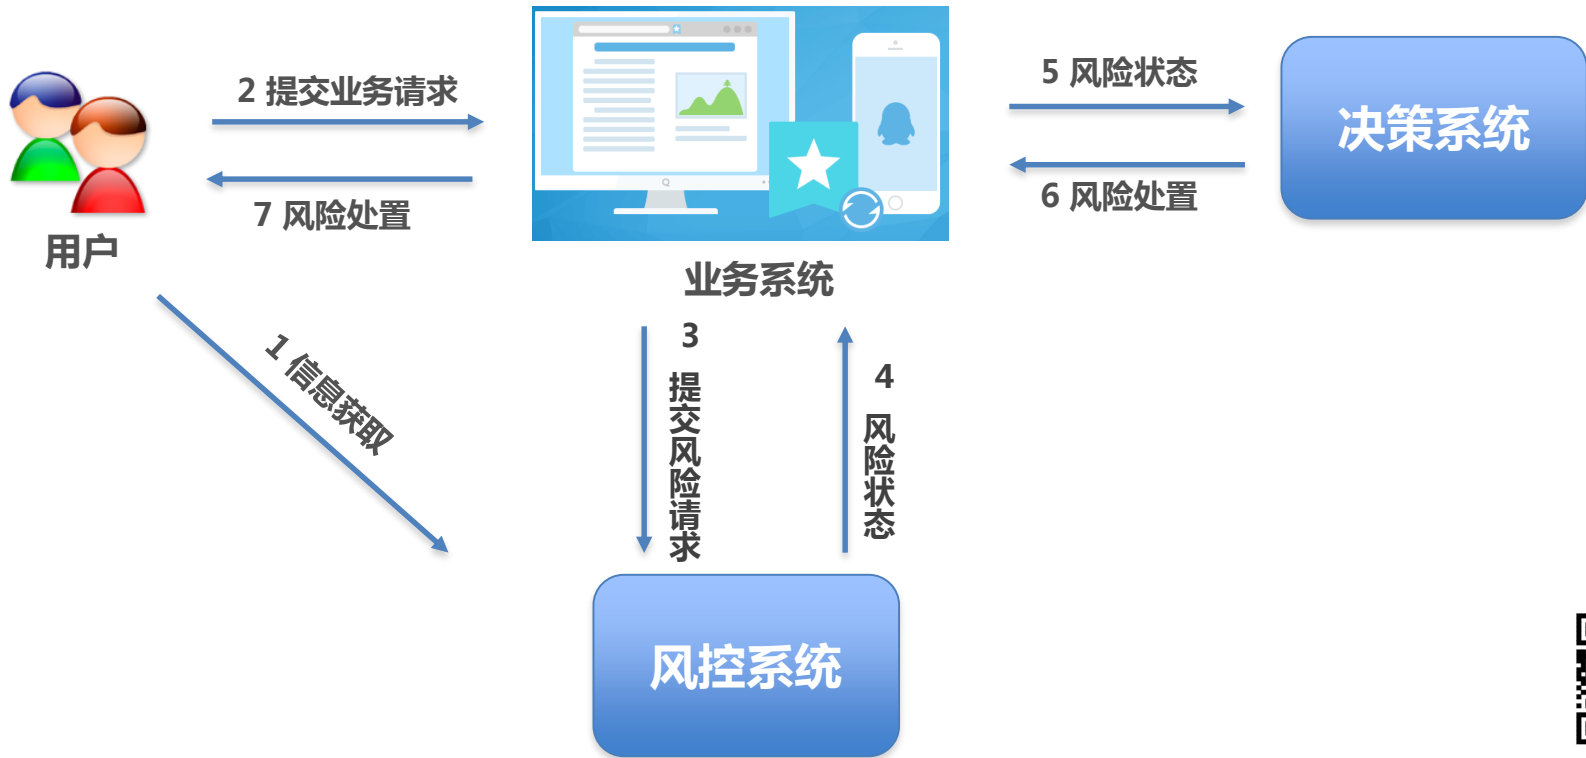 2 提交业务请求
7 风险处置
用户
业务系统
5 风险状态
6 风险处置
决策系统
1 信息获取
3 提交风险请求
4 风险状态
风控系统